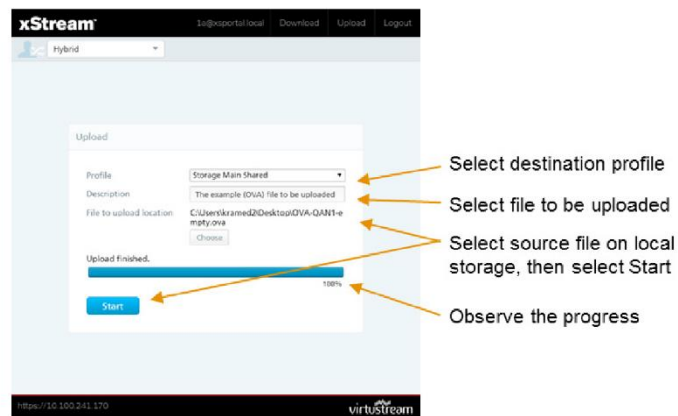 xStream
1a@xsportal.local Download Upload Logout
Hybrid
Upload
Profile
Storage Main Shared
Description
The example (OVA) file to be uploaded
File to upload location
C:\Users\kramed2\Desktop\OVA-QAN1-e
mpty.ova
Choose
Upload finished.
100%
Start
Select destination profile
Select file to be uploaded
Select source file on local
storage, then select Start
Observe the progress
https://10.100.241.170
virtustream